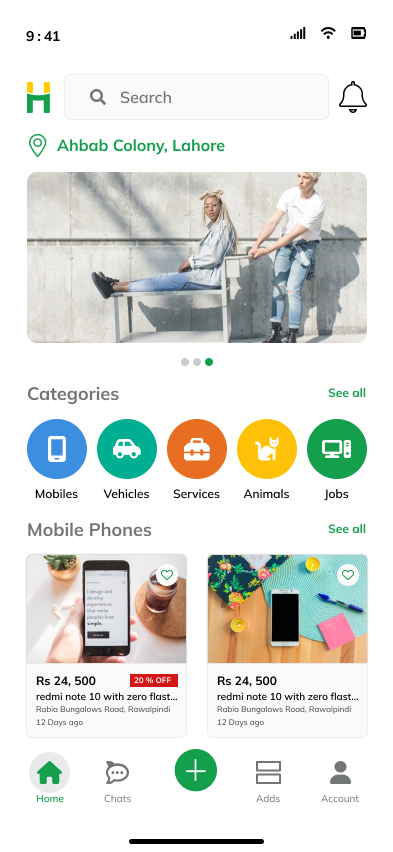 9:41
Search
Ahbab Colony, Lahore
Categories
See all
Mobiles
Vehicles
Services
Animals
Jobs
Mobile Phones
See all
I design and
develop
experiences
that make
people's lives
simple.
Rs 24, 500
20 % OFF
redmi note 10 with zero flast...
Rabia Bungalows Road, Rawalpindi
12 Days ago
Rs 24, 500
redmi note 10 with zero flast...
Rabia Bungalows Road, Rawalpindi
12 Days ago
Home
Chats
Adds
Account